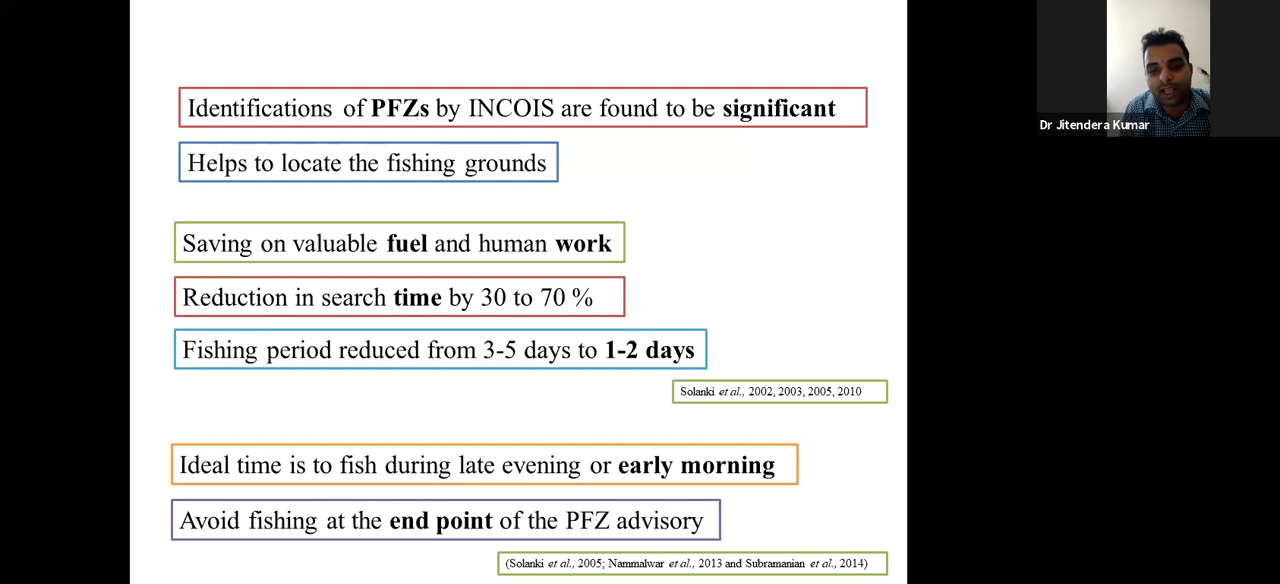 Identifications of PFZs by INCOIS are found to be significant
Helps to locate the fishing grounds
Saving on valuable fuel and human work
Reduction in search time by 30 to 70 %
Fishing period reduced from 3-5 days to 1-2 days
Solanki et al., 2002, 2003, 2005, 2010
Ideal time is to fish during late evening or early morning
Avoid fishing at the end point of the PFZ advisory
(Solanki et al., 2005; Nammalwar et al., 2013 and Subramanian et al., 2014)
Dr Jitendera Kumar